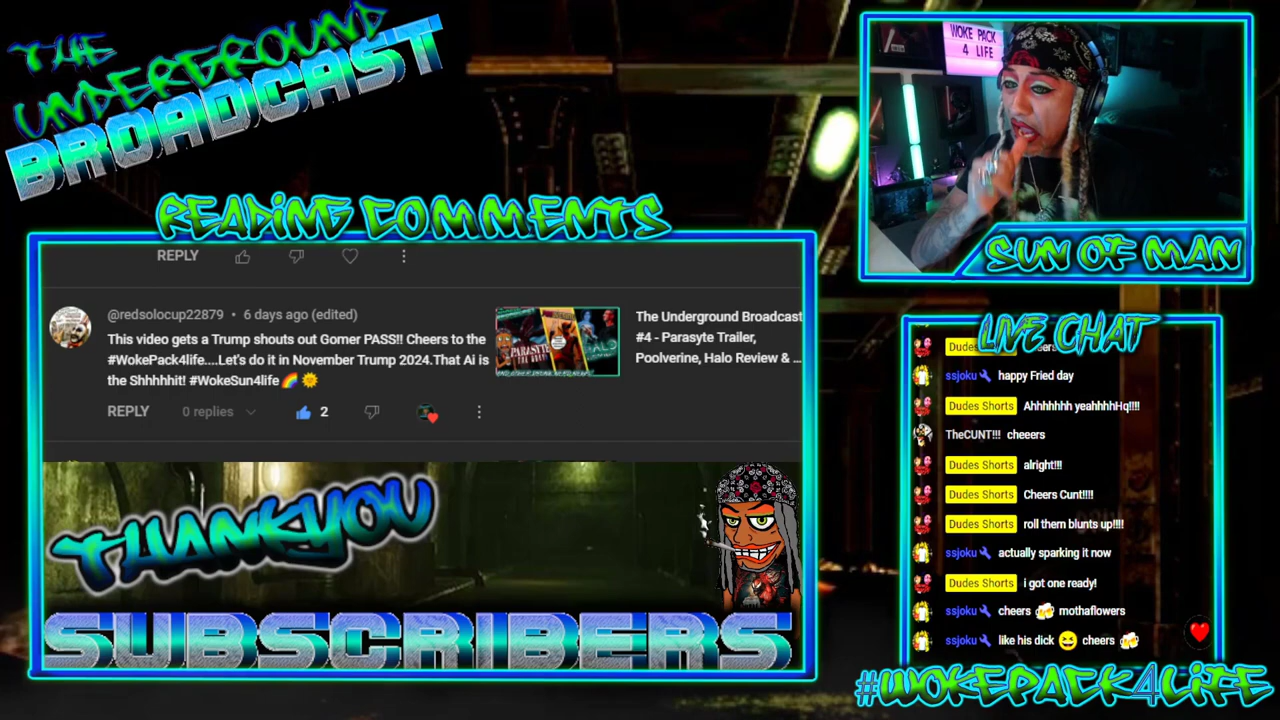 THE
UNDERGROUND
BROADCAST
WOKE PACK
4 LIFE
READING COMMENTS
SUN OF MAN
REPLY
@redsolocup22879 • 6 days ago (edited)
This video gets a Trump shouts out Gomer PASS!! Cheers to the
#WokePack4life....Let's do it in November Trump 2024.That Ai is
the Shhhhhit! #WokeSun4life🌈🌞
REPLY 0 replies 2
The Underground Broadcast
#4 - Parasyte Trailer,
Poolverine, Halo Review & ...
THANKYOU
SUBSCRIBERS
LIVE CHAT
ssjoku happy Fried day
Dudes Shorts Ahhhhhh yeahhhhHq!!!!
TheCUNT!!! cheeers
Dudes Shorts alright!!!
Dudes Shorts Cheers Cunt!!!!
Dudes Shorts roll them blunts up!!!!
ssjoku actually sparking it now
Dudes Shorts i got one ready!
ssjoku cheers 🍻 mothaflowers
ssjoku like his dick 😆 cheers 🍻
#WOKEPACK4LIFE